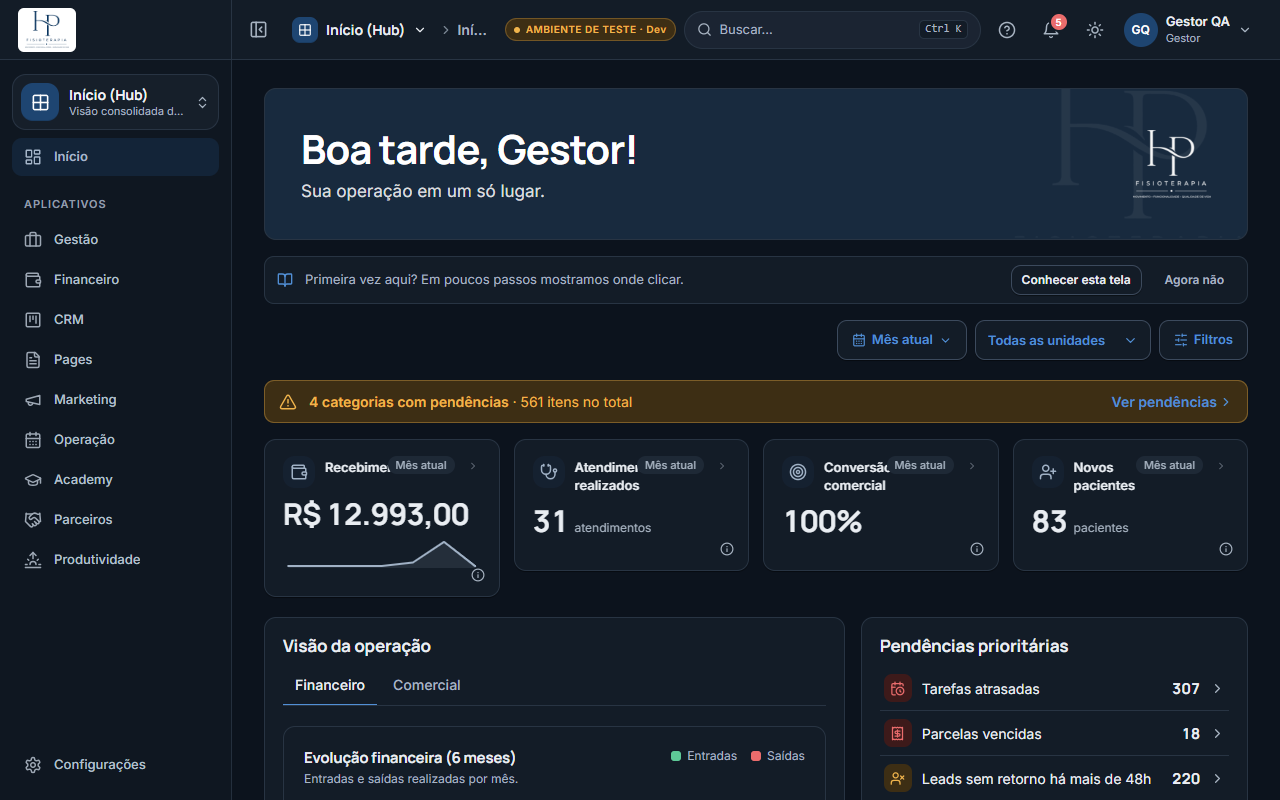 HP
FISIOTERAPIA
Início (Hub)
Iní...
AMBIENTE DE TESTE · Dev
Buscar...
Ctrl K
5
GQ
Gestor QA
Gestor
Início (Hub)
Visão consolidada d...
Início
APLICATIVOS
Gestão
Financeiro
CRM
Pages
Marketing
Operação
Academy
Parceiros
Produtividade
Configurações
Boa tarde, Gestor!
Sua operação em um só lugar.
HP
FISIOTERAPIA
Primeira vez aqui? Em poucos passos mostramos onde clicar.
Conhecer esta tela
Agora não
Mês atual
Todas as unidades
Filtros
4 categorias com pendências · 561 itens no total
Ver pendências
Recebime
Mês atual
R$ 12.993,00
Atendimen
Mês atual
realizados
31 atendimentos
Conversão
Mês atual
comercial
100%
Novos
Mês atual
pacientes
83 pacientes
Visão da operação
Financeiro
Comercial
Evolução financeira (6 meses)
Entradas e saídas realizadas por mês.
Entradas
Saídas
Pendências prioritárias
Tarefas atrasadas
307
Parcelas vencidas
18
Leads sem retorno há mais de 48h
220